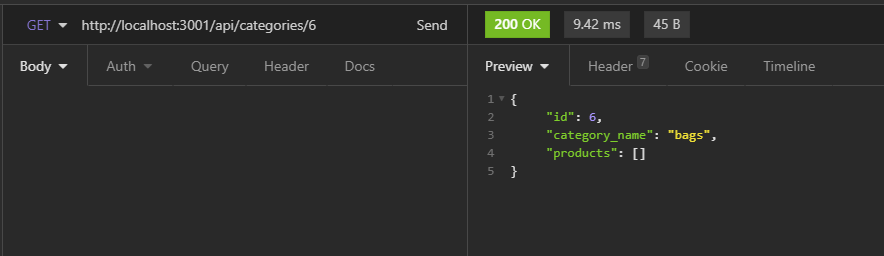 GET http://localhost:3001/api/categories/6 Send
Body Auth Query Header Docs
200 OK 9.42 ms 45 B
Preview Header 7 Cookie Timeline
1 {
2 "id": 6,
3 "category_name": "bags",
4 "products": []
5 }